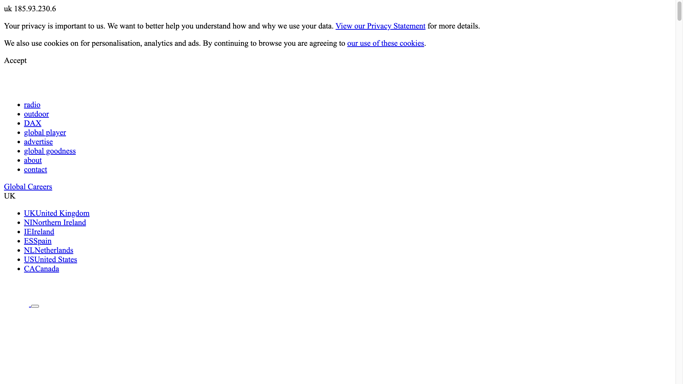 uk 185.93.230.6
Your privacy is important to us. We want to better help you understand how and why we use your data. View our Privacy Statement for more details.
We also use cookies on for personalisation, analytics and ads. By continuing to browse you are agreeing to our use of these cookies.
Accept
radio
outdoor
DAX
global player
advertise
global goodness
about
contact
Global Careers
UK
UKUnited Kingdom
NINorthern Ireland
IEIreland
ESSpain
NLNetherlands
USUnited States
CACanada